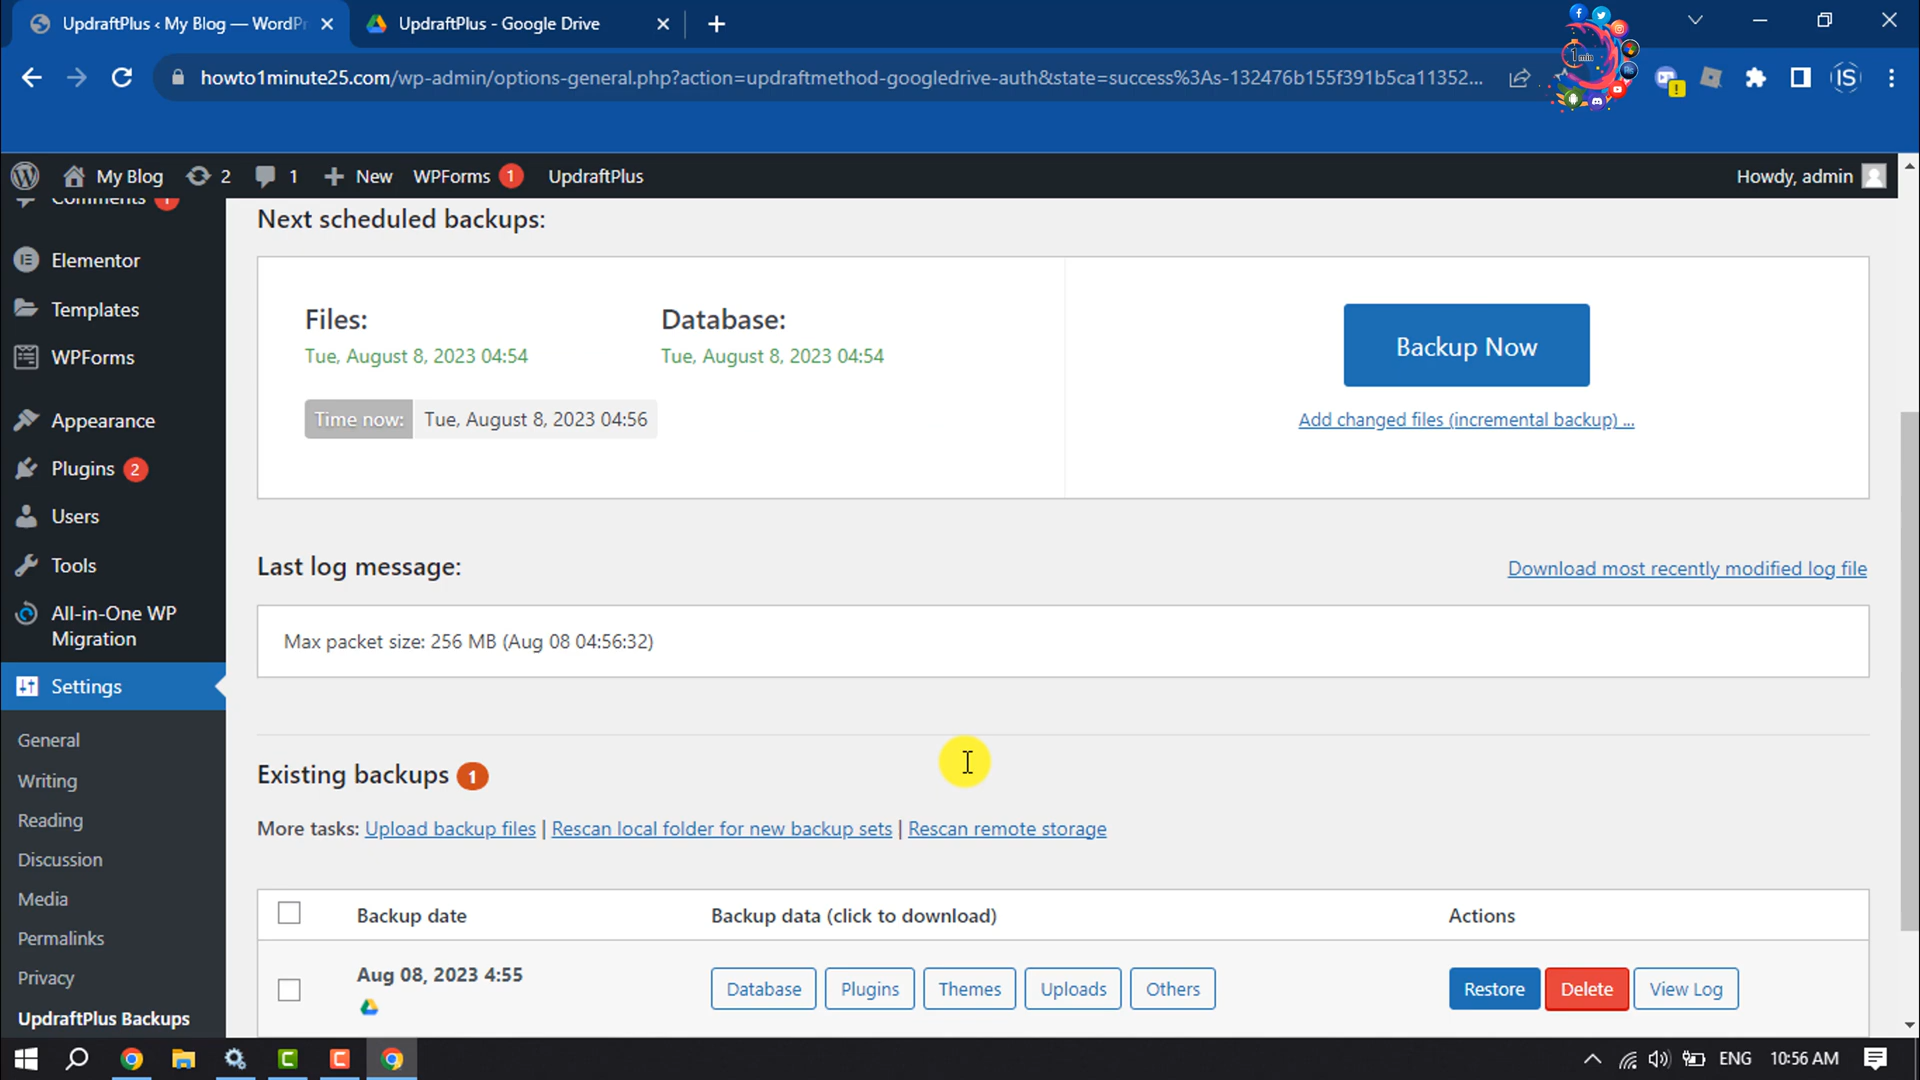 UpdraftPlus ‹ My Blog — WordPr
UpdraftPlus - Google Drive
howto1minute25.com/wp-admin/options-general.php?action=updraftmethod-googledrive-auth&state=success%3As-132476b155f391b5ca11352...
1 min
IS
My Blog
2
1
New
WPForms 1
UpdraftPlus
Howdy, admin
Comments 1
Elementor
Templates
WPForms
Appearance
Plugins 2
Users
Tools
All-in-One WP
Migration
Settings
General
Writing
Reading
Discussion
Media
Permalinks
Privacy
UpdraftPlus Backups
Next scheduled backups:
Files:
Tue, August 8, 2023 04:54
Database:
Tue, August 8, 2023 04:54
Time now: Tue, August 8, 2023 04:56
Backup Now
Add changed files (incremental backup) ...
Last log message:
Download most recently modified log file
Max packet size: 256 MB (Aug 08 04:56:32)
Existing backups 1
More tasks: Upload backup files | Rescan local folder for new backup sets | Rescan remote storage
Backup date
Backup data (click to download)
Actions
Aug 08, 2023 4:55
Database
Plugins
Themes
Uploads
Others
Restore
Delete
View Log
ENG
10:56 AM